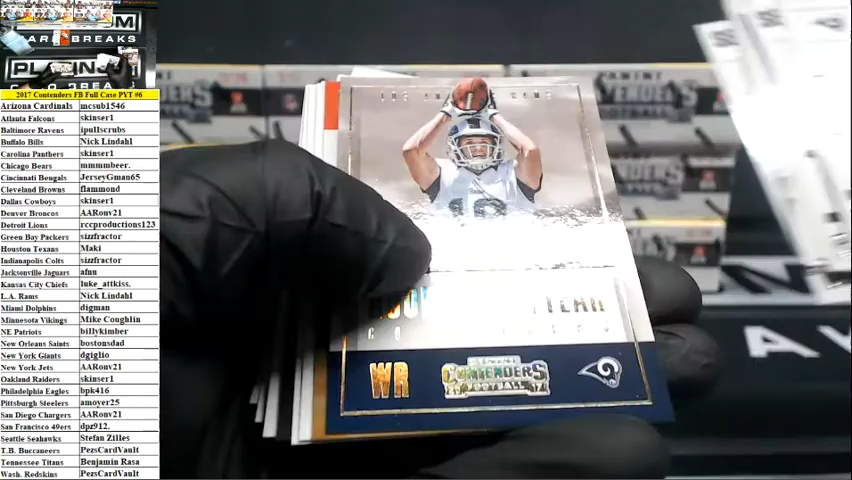 2017 Contenders FB Full Case PYT #6
Arizona Cardinals mcsub1546
Atlanta Falcons skinser1
Baltimore Ravens ipullscrubs
Buffalo Bills Nick Lindahl
Carolina Panthers skinser1
Chicago Bears mmmmbeer.
Cincinnati Bengals JerseyGman65
Cleveland Browns flammond
Dallas Cowboys skinser1
Denver Broncos AARonv21
Detroit Lions rccproductions123
Green Bay Packers sizzfractor
Houston Texans Maki
Indianapolis Colts sizzfractor
Jacksonville Jaguars afnu
Kansas City Chiefs luke_attkiss.
L.A. Rams Nick Lindahl
Miami Dolphins digman
Minnesota Vikings Mike Coughlin
NE Patriots billykimber
New Orleans Saints bostonsdad
New York Giants dgiglio
New York Jets AARonv21
Oakland Raiders skinser1
Philadelphia Eagles bpk416
Pittsburg Steelers amoyer25
San Diego Chargers AARonv21
San Francisco 49ers dpz912.
Seattle Seahawks Stefan Zilles
T.B. Buccaneers PezsCardVault
Tennessee Titans Benjamin Rasa
Wash. Redskins PezsCardVault
WR
CONTENDERS
FOOTBALL